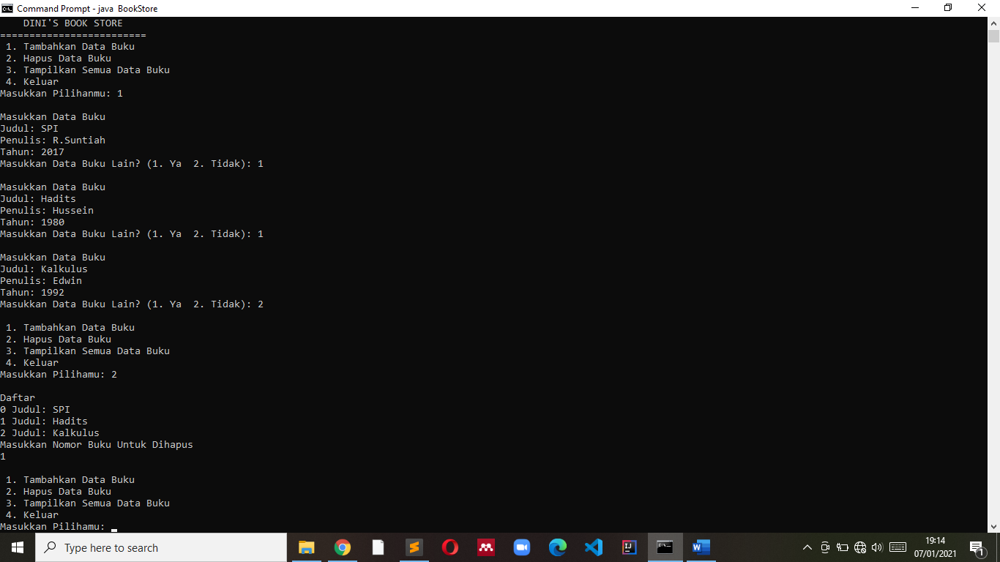 Command Prompt - java BookStore
DINI'S BOOK STORE
=========================
1. Tambahkan Data Buku
2. Hapus Data Buku
3. Tampilkan Semua Data Buku
4. Keluar
Masukkan Pilihanmu: 1
Masukkan Data Buku
Judul: SPI
Penulis: R.Suntiah
Tahun: 2017
Masukkan Data Buku Lain? (1. Ya  2. Tidak): 1
Masukkan Data Buku
Judul: Hadits
Penulis: Hussein
Tahun: 1980
Masukkan Data Buku Lain? (1. Ya  2. Tidak): 1
Masukkan Data Buku
Judul: Kalkulus
Penulis: Edwin
Tahun: 1992
Masukkan Data Buku Lain? (1. Ya  2. Tidak): 2
1. Tambahkan Data Buku
2. Hapus Data Buku
3. Tampilkan Semua Data Buku
4. Keluar
Masukkan Pilihamu: 2
Daftar
0 Judul: SPI
1 Judul: Hadits
2 Judul: Kalkulus
Masukkan Nomor Buku Untuk Dihapus
1
1. Tambahkan Data Buku
2. Hapus Data Buku
3. Tampilkan Semua Data Buku
4. Keluar
Masukkan Pilihamu:
Type here to search
19:14
07/01/2021
1